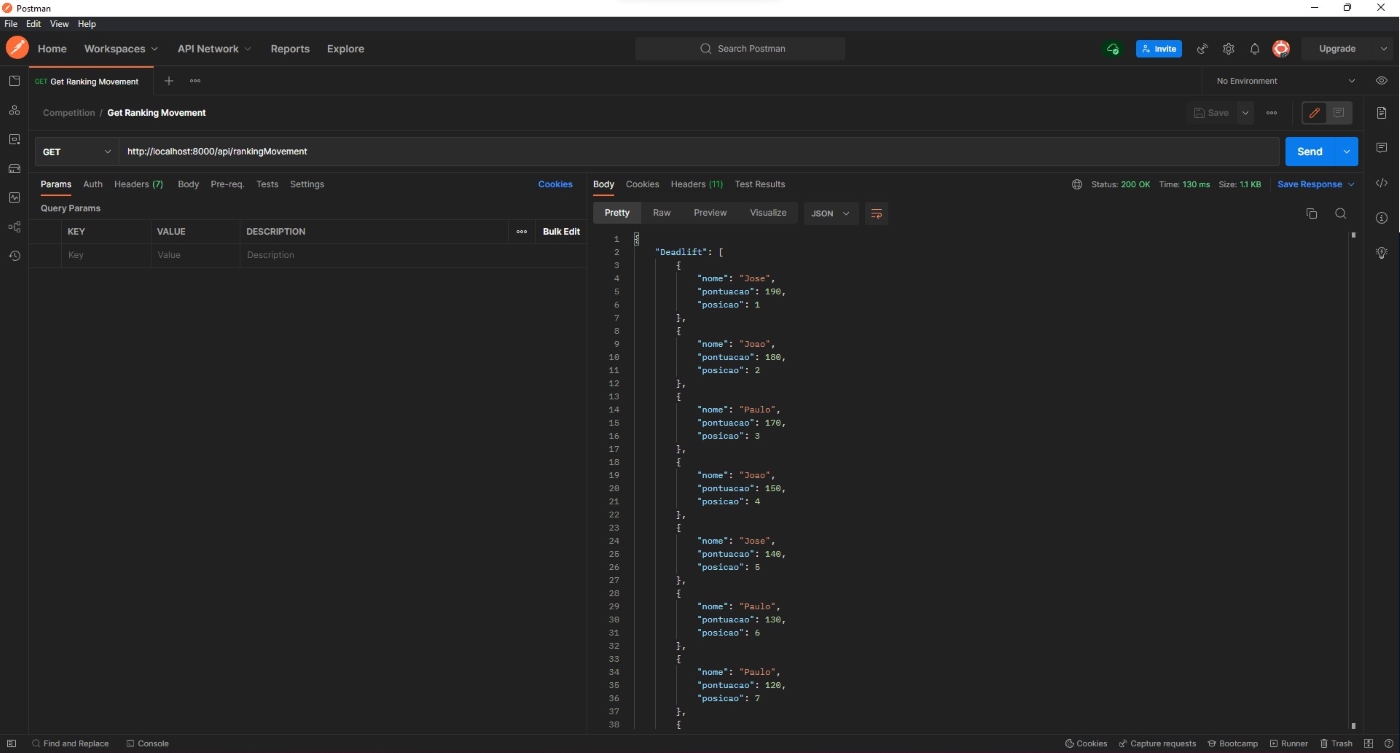 Postman
File Edit View Help
Home Workspaces API Network Reports Explore Search Postman Invite Upgrade
GET Get Ranking Movement No Environment
Competition / Get Ranking Movement Save
GET http://localhost:8000/api/rankingMovement Send
Params Auth Headers (7) Body Pre-req. Tests Settings Cookies
Query Params
KEY VALUE DESCRIPTION Bulk Edit
Key Value Description
Body Cookies Headers (11) Test Results Status: 200 OK Time: 130 ms Size: 1.1 KB Save Response
Pretty Raw Preview Visualize JSON
1 {
2 "Deadlift": [
3 {
4 "nome": "Jose",
5 "pontuacao": 190,
6 "posicao": 1
7 },
8 {
9 "nome": "Joao",
10 "pontuacao": 180,
11 "posicao": 2
12 },
13 {
14 "nome": "Paulo",
15 "pontuacao": 170,
16 "posicao": 3
17 },
18 {
19 "nome": "Joao",
20 "pontuacao": 150,
21 "posicao": 4
22 },
23 {
24 "nome": "Jose",
25 "pontuacao": 140,
26 "posicao": 5
27 },
28 {
29 "nome": "Paulo",
30 "pontuacao": 130,
31 "posicao": 6
32 },
33 {
34 "nome": "Paulo",
35 "pontuacao": 120,
36 "posicao": 7
37 },
38 {
Find and Replace Console Cookies Capture requests Bootcamp Runner Trash